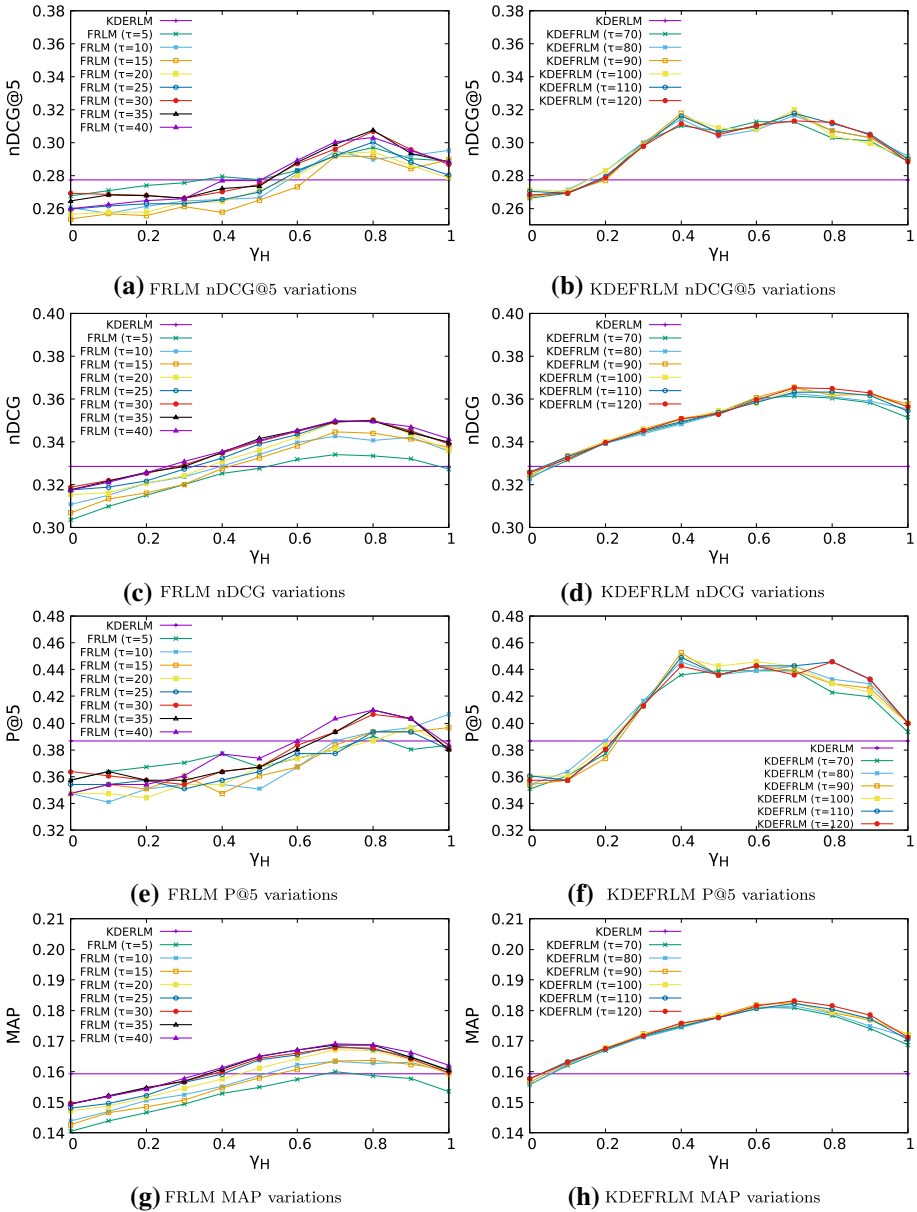 0.38
0.36
0.34
0.32
0.30
0.28
0.26
nDCG@5
KDERLM
FRLM (τ=5)
FRLM (τ=10)
FRLM (τ=15)
FRLM (τ=20)
FRLM (τ=25)
FRLM (τ=30)
FRLM (τ=35)
FRLM (τ=40)
0 0.2 0.4 0.6 0.8 1
γH
(a) FRLM nDCG@5 variations
0.38
0.36
0.34
0.32
0.30
0.28
0.26
nDCG@5
KDERLM
KDEFRLM (τ=70)
KDEFRLM (τ=80)
KDEFRLM (τ=90)
KDEFRLM (τ=100)
KDEFRLM (τ=110)
KDEFRLM (τ=120)
0 0.2 0.4 0.6 0.8 1
γH
(b) KDEFRLM nDCG@5 variations
0.40
0.38
0.36
0.34
0.32
0.30
nDCG
KDERLM
FRLM (τ=5)
FRLM (τ=10)
FRLM (τ=15)
FRLM (τ=20)
FRLM (τ=25)
FRLM (τ=30)
FRLM (τ=35)
FRLM (τ=40)
0 0.2 0.4 0.6 0.8 1
γH
(c) FRLM nDCG variations
0.40
0.38
0.36
0.34
0.32
0.30
nDCG
KDERLM
KDEFRLM (τ=70)
KDEFRLM (τ=80)
KDEFRLM (τ=90)
KDEFRLM (τ=100)
KDEFRLM (τ=110)
KDEFRLM (τ=120)
0 0.2 0.4 0.6 0.8 1
γH
(d) KDEFRLM nDCG variations
0.48
0.46
0.44
0.42
0.40
0.38
0.36
0.34
0.32
P@5
KDERLM
FRLM (τ=5)
FRLM (τ=10)
FRLM (τ=15)
FRLM (τ=20)
FRLM (τ=25)
FRLM (τ=30)
FRLM (τ=35)
FRLM (τ=40)
0 0.2 0.4 0.6 0.8 1
γH
(e) FRLM P@5 variations
0.48
0.46
0.44
0.42
0.40
0.38
0.36
0.34
0.32
P@5
KDERLM
KDEFRLM (τ=70)
KDEFRLM (τ=80)
KDEFRLM (τ=90)
KDEFRLM (τ=100)
KDEFRLM (τ=110)
KDEFRLM (τ=120)
0 0.2 0.4 0.6 0.8 1
γH
(f) KDEFRLM P@5 variations
0.21
0.20
0.19
0.18
0.17
0.16
0.15
0.14
MAP
KDERLM
FRLM (τ=5)
FRLM (τ=10)
FRLM (τ=15)
FRLM (τ=20)
FRLM (τ=25)
FRLM (τ=30)
FRLM (τ=35)
FRLM (τ=40)
0 0.2 0.4 0.6 0.8 1
γH
(g) FRLM MAP variations
0.21
0.20
0.19
0.18
0.17
0.16
0.15
0.14
MAP
KDERLM
KDEFRLM (τ=70)
KDEFRLM (τ=80)
KDEFRLM (τ=90)
KDEFRLM (τ=100)
KDEFRLM (τ=110)
KDEFRLM (τ=120)
0 0.2 0.4 0.6 0.8 1
γH
(h) KDEFRLM MAP variations